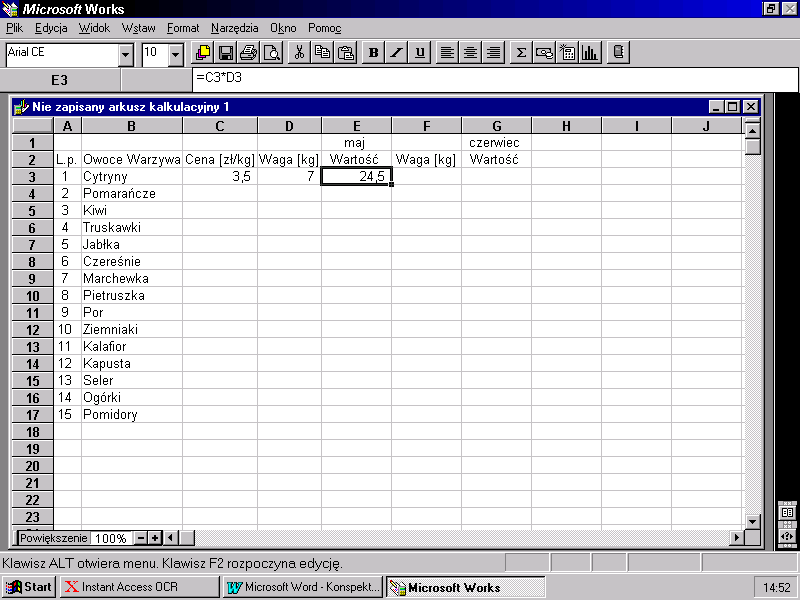 Microsoft Works
Plik Edycja Widok Wstaw Format Narzędzia Okno Pomoc
Arial CE 10 B I U Σ
E3 =C3*D3
Nie zapisany arkusz kalkulacyjny 1
A B C D E F G H I J
1 maj czerwiec
2 L.p. Owoce Warzywa Cena [zł/kg] Waga [kg] Wartość Waga [kg] Wartość
3 1 Cytryny 3,5 7 24,5
4 2 Pomarańcze
5 3 Kiwi
6 4 Truskawki
7 5 Jabłka
8 6 Czereśnie
9 7 Marchewka
10 8 Pietruszka
11 9 Por
12 10 Ziemniaki
13 11 Kalafior
14 12 Kapusta
15 13 Seler
16 14 Ogórki
17 15 Pomidory
18
19
20
21
22
23
Powiększenie 100%
Klawisz ALT otwiera menu. Klawisz F2 rozpoczyna edycję.
Start Instant Access OCR Microsoft Word - Konspekt... Microsoft Works 14:52